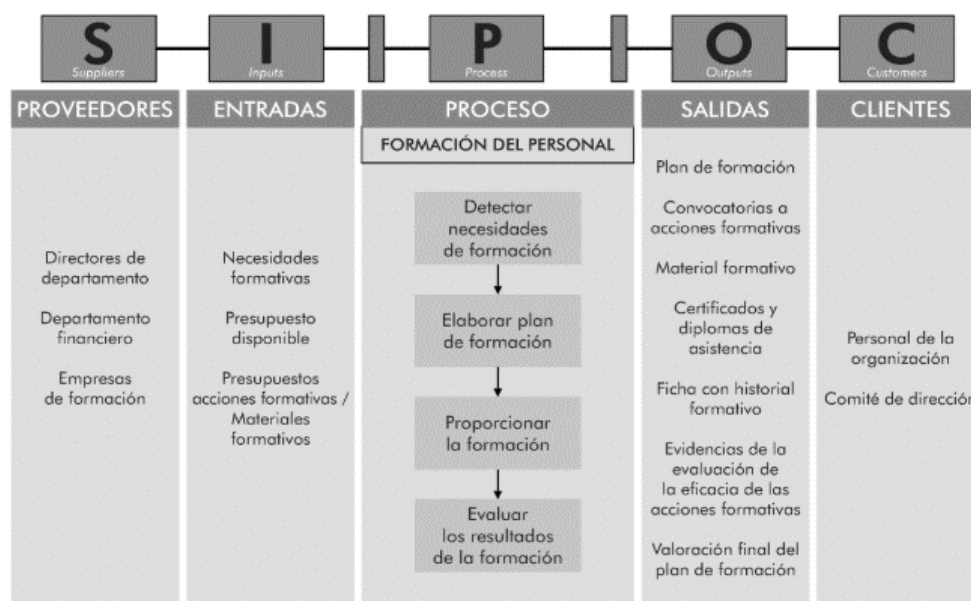 S
Suppliers
I
Inputs
P
Process
O
Outputs
C
Customers
PROVEEDORES
Directores de
departamento
Departamento
financiero
Empresas
de formación
ENTRADAS
Necesidades
formativas
Presupuesto
disponible
Presupuestos
acciones formativas /
Materiales
formativos
PROCESO
FORMACIÓN DEL PERSONAL
Detectar
necesidades
de formación
Elaborar plan
de formación
Proporcionar
la formación
Evaluar
los resultados
de la formación
SALIDAS
Plan de formación
Convocatorias a
acciones formativas
Material formativo
Certificados y
diplomas de
asistencia
Ficha con historial
formativo
Evidencias de la
evaluación de
la eficacia de las
acciones formativas
Valoración final del
plan de formación
CLIENTES
Personal de la
organización
Comité de dirección